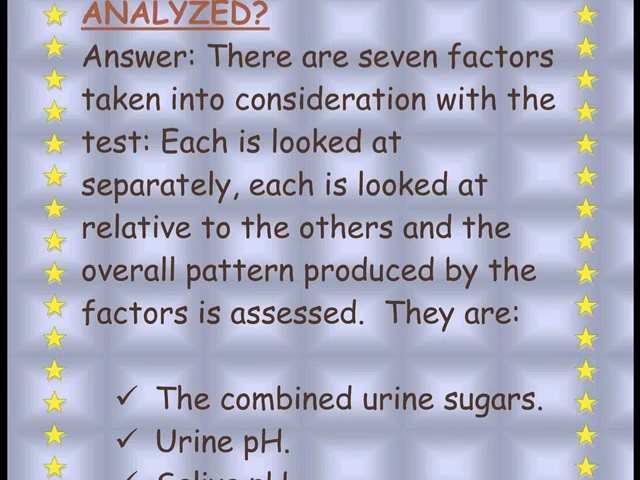 ANALYZED?
Answer: There are seven factors
taken into consideration with the
test: Each is looked at
separately, each is looked at
relative to the others and the
overall pattern produced by the
factors is assessed.  They are:
✓ The combined urine sugars.
✓ Urine pH.
✓ Saliva pH